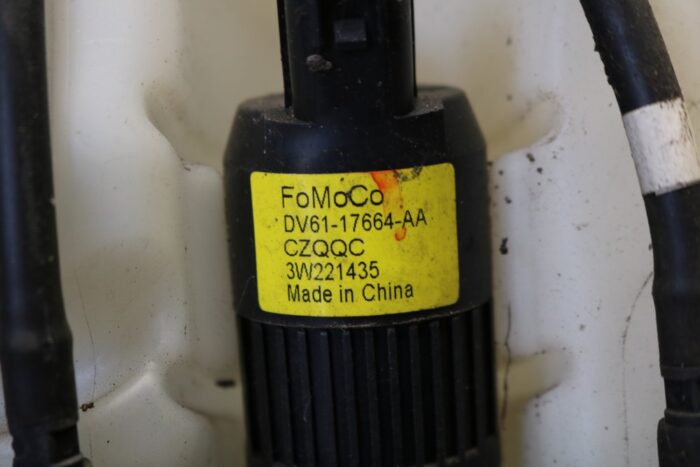 FoMoCo
DV61-17664-AA
CZQQC
3W221435
Made in China